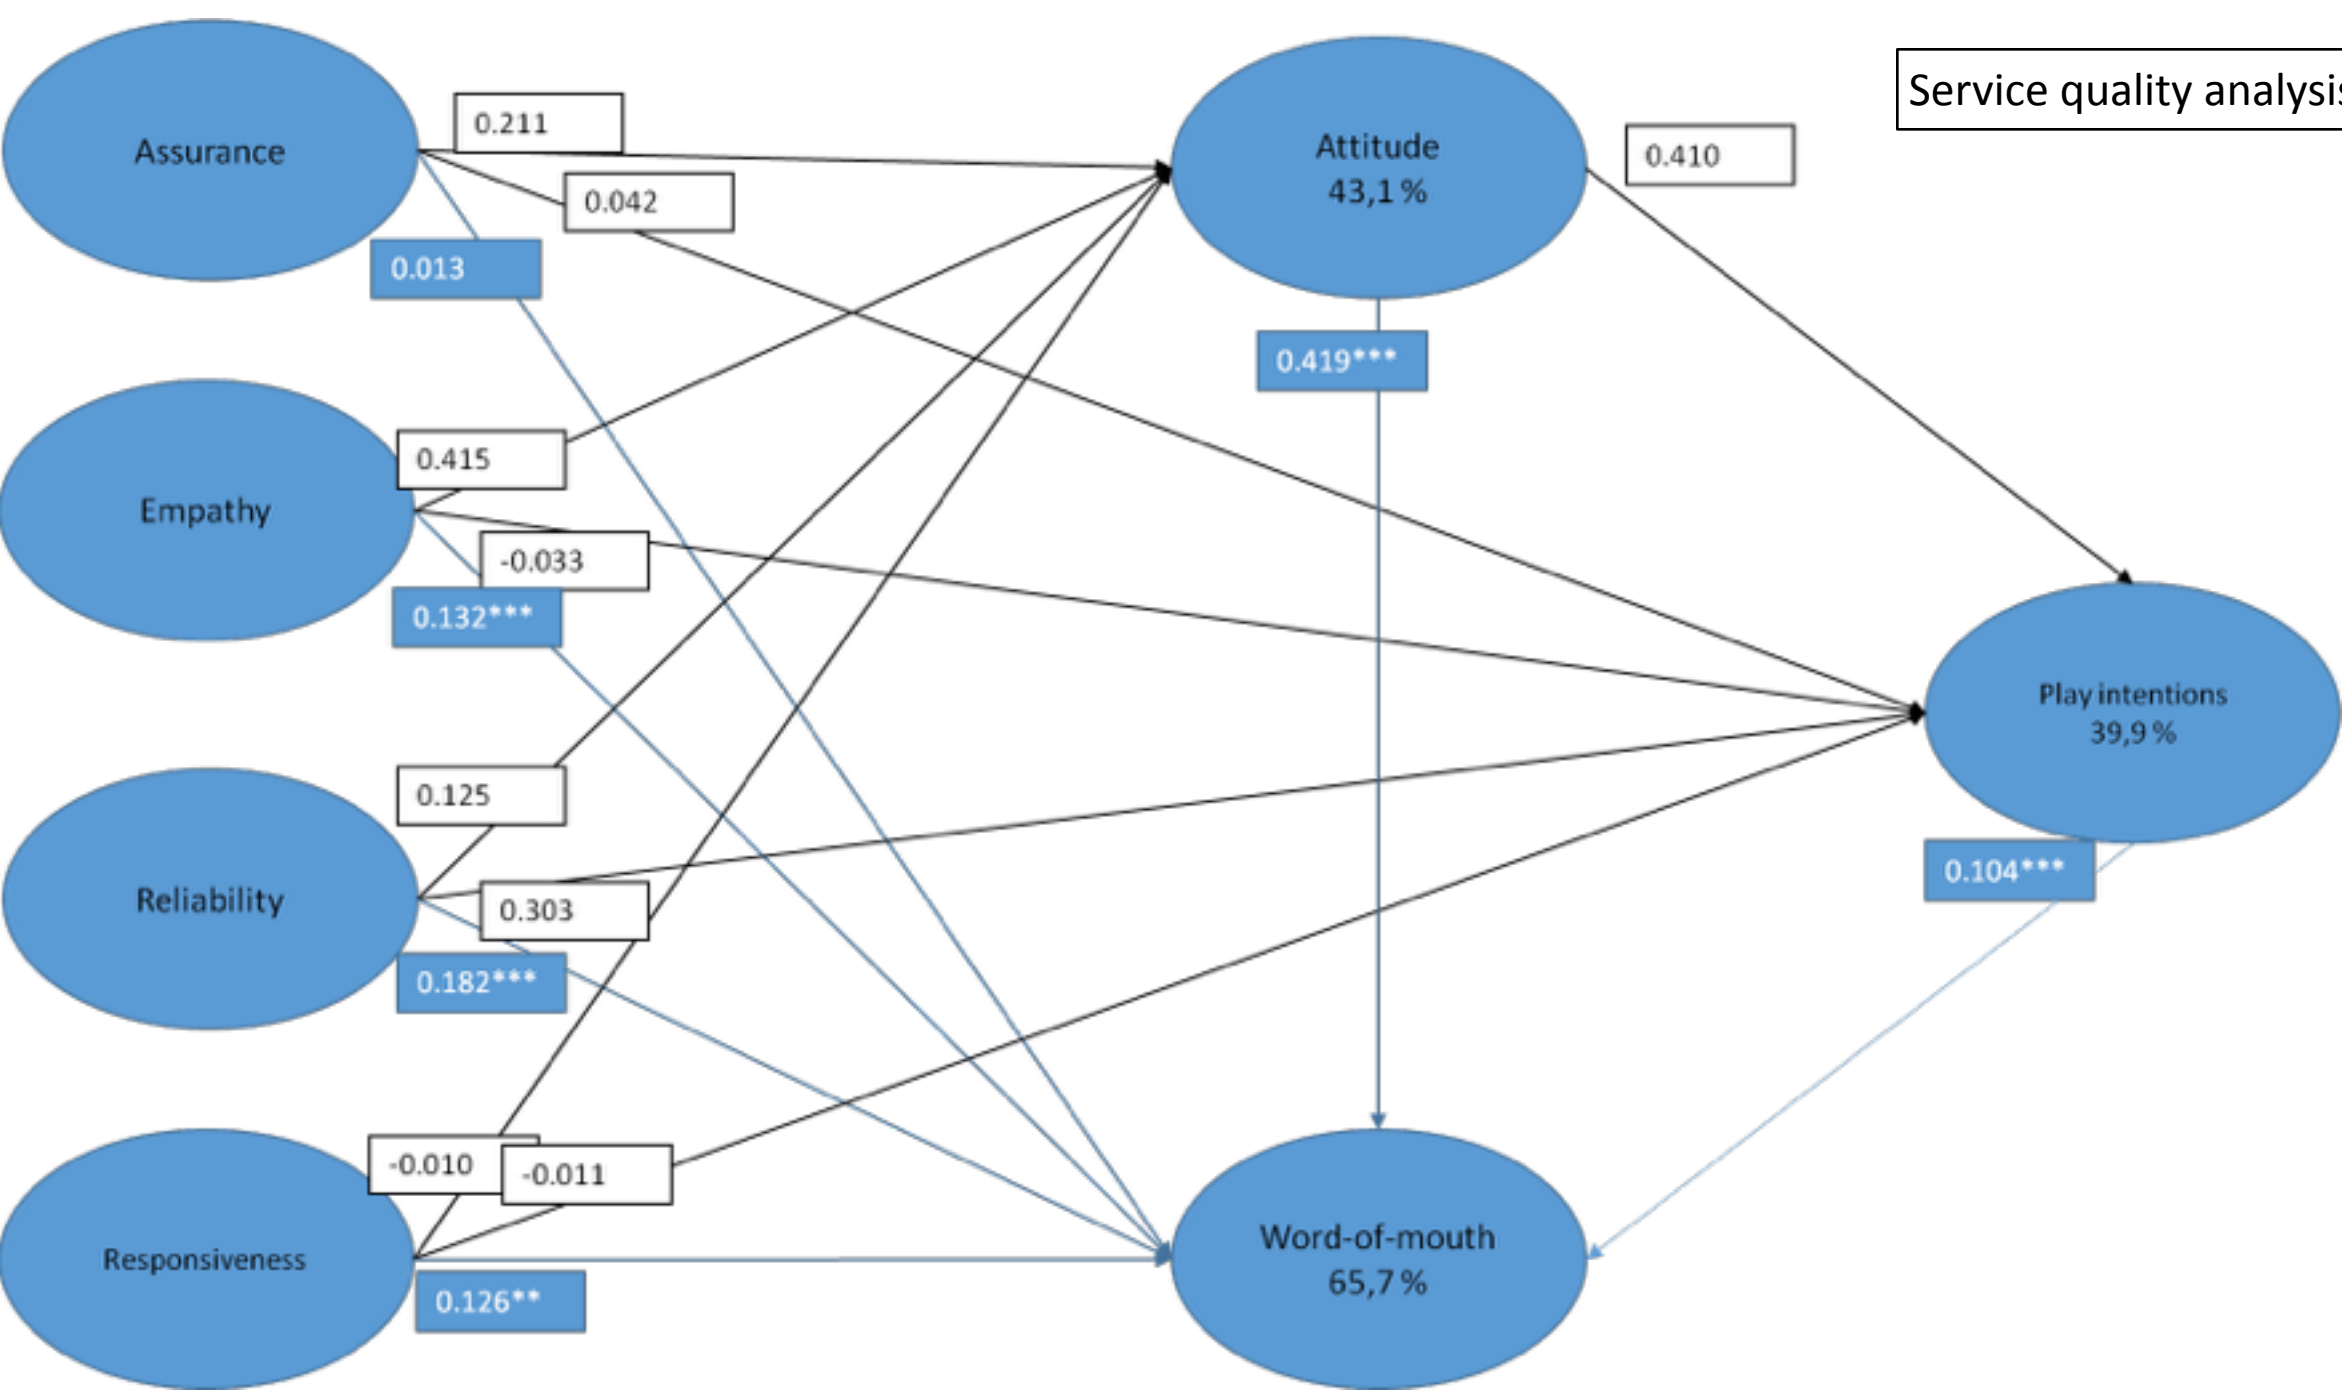 Service quality analysis
Assurance
0.211
0.042
0.013
Attitude
43,1 %
0.410
0.419***
Empathy
0.415
-0.033
0.132***
Reliability
0.125
0.303
0.182***
Play intentions
39,9 %
0.104***
Responsiveness
-0.010
-0.011
0.126**
Word-of-mouth
65,7 %